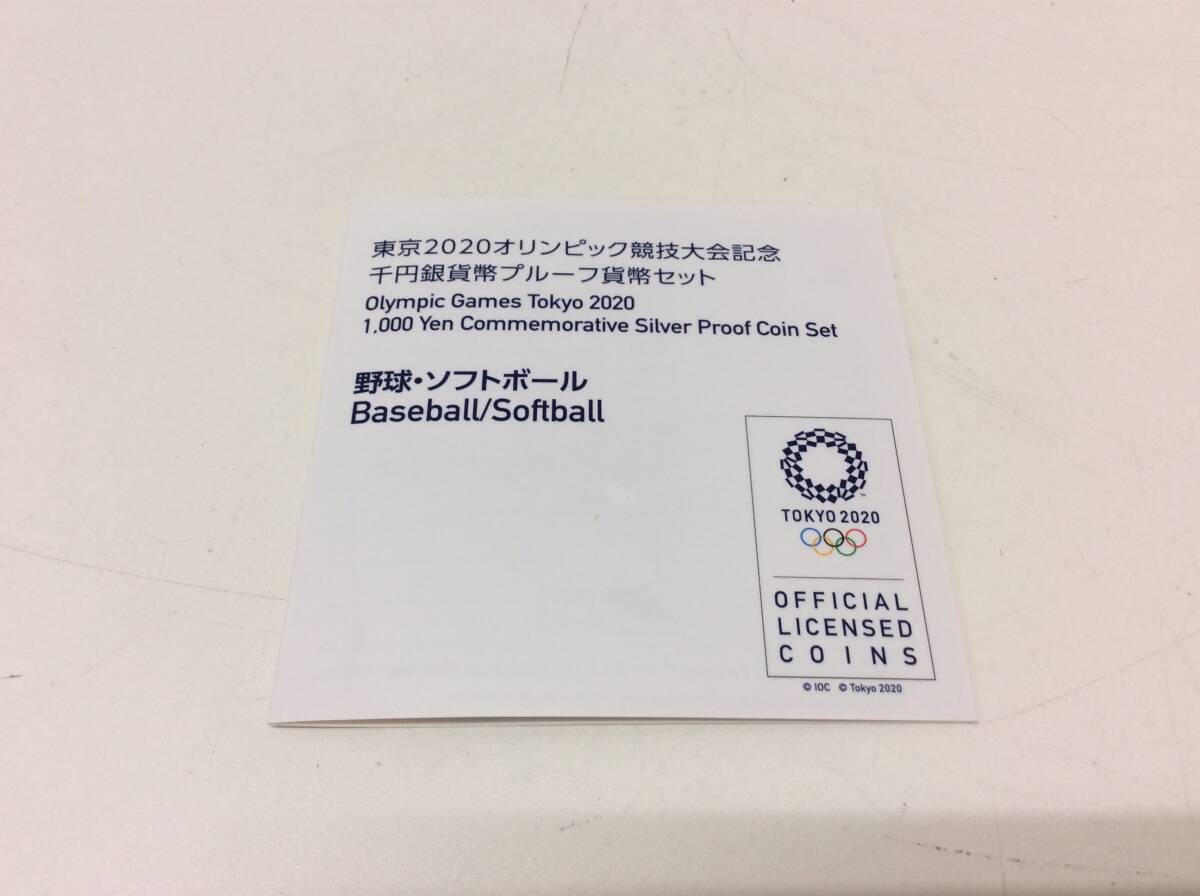 東京2020オリンピック競技大会記念
千円銀貨幣プルーフ貨幣セット
Olympic Games Tokyo 2020
1,000 Yen Commemorative Silver Proof Coin Set
野球・ソフトボール
Baseball/Softball
TM
TOKYO 2020
OFFICIAL
LICENSED
COINS
© IOC © Tokyo 2020